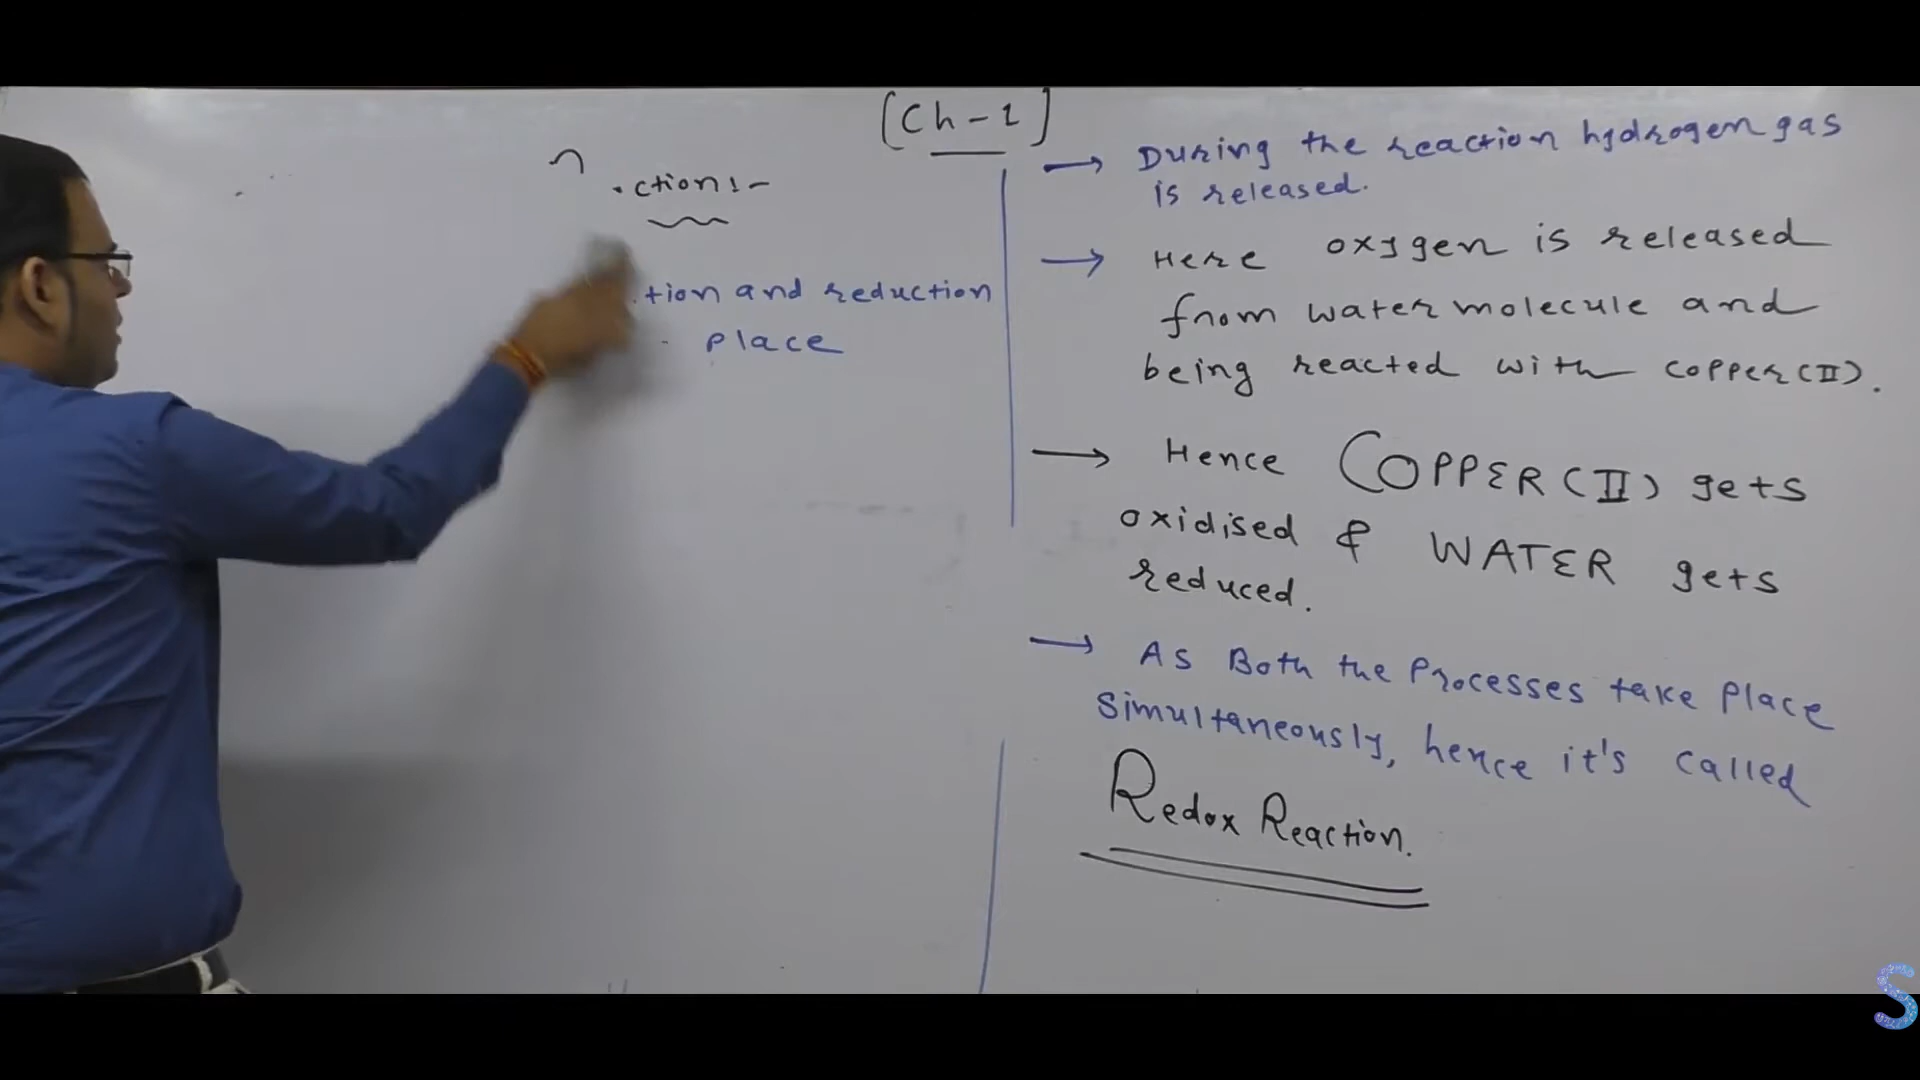 [Ch-1]
ction:-
tion and reduction
place
→ During the reaction hydrogen gas
is released.
→ Here oxygen is released
from water molecule and
being reacted with copper(II).
→ Hence COPPER(II) gets
oxidised & WATER gets
reduced.
→ As Both the Processes take Place
simultaneously, hence it's called
Redox Reaction.
S